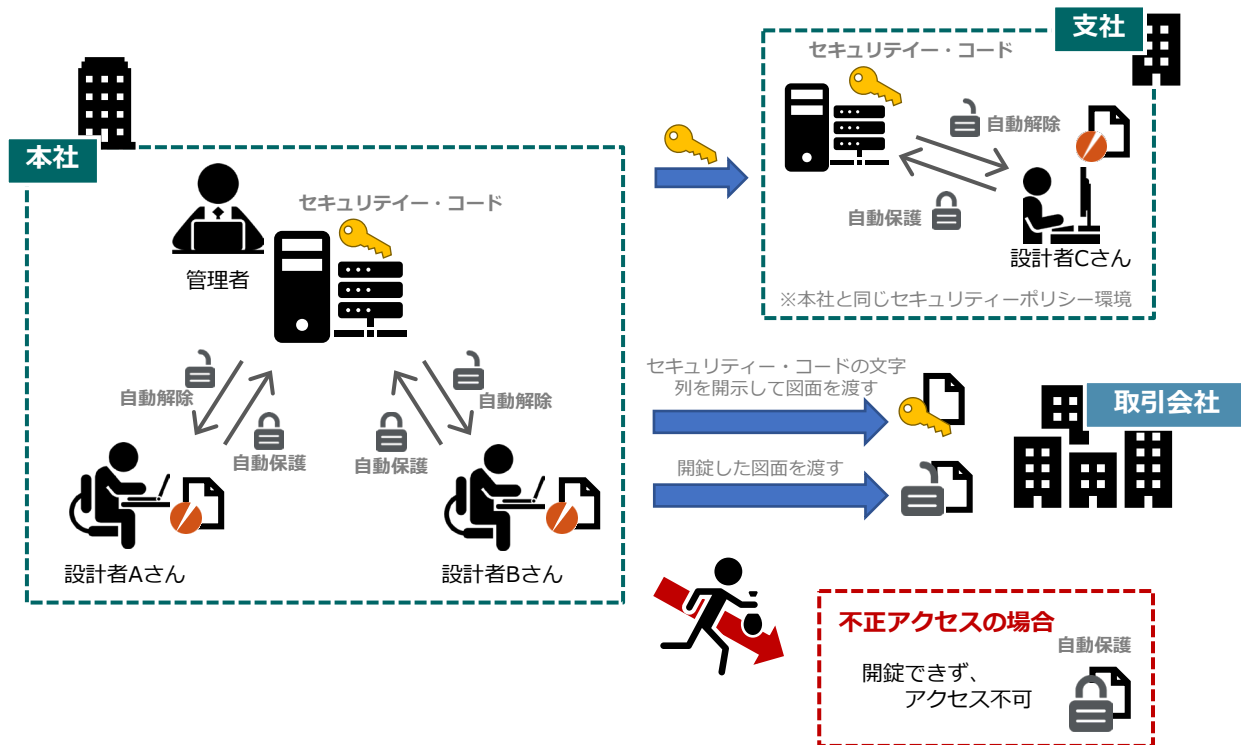 本社
管理者
セキュリテイー・コード
自動解除
自動保護
自動保護
自動解除
設計者Aさん
設計者Bさん
支社
セキュリテイー・コード
自動解除
自動保護
設計者Cさん
※本社と同じセキュリティーポリシー環境
セキュリティー・コードの文字
列を開示して図面を渡す
取引会社
開錠した図面を渡す
不正アクセスの場合
自動保護
開錠できず、
アクセス不可